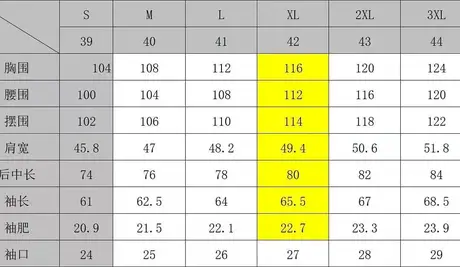 S M L XL 2XL 3XL
39 40 41 42 43 44
胸围 104 108 112 116 120 124
腰围 100 104 108 112 116 120
摆围 102 106 110 114 118 122
肩宽 45.8 47 48.2 49.4 50.6 51.8
后中长 74 76 78 80 82 84
袖长 61 62.5 64 65.5 67 68.5
袖肥 20.9 21.5 22.1 22.7 23.3 23.9
袖口 24 25 26 27 28 29